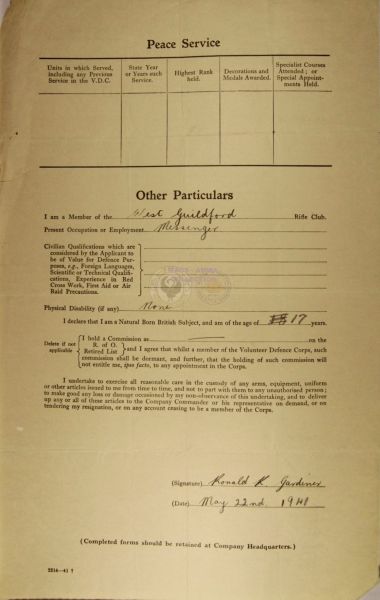 Peace Service
Units in which Served, including any Previous Service in the V.D.C.
State Year or Years such Service.
Highest Rank held.
Decorations and Medals Awarded.
Specialist Courses Attended; or Special Appointments Held.
Other Particulars
I am a Member of the West Guildford Rifle Club.
Present Occupation or Employment Messenger
Civilian Qualifications which are
considered by the Applicant to
be of Value for Defence Pur-
poses, e.g., Foreign Languages,
Scientific or Technical Qualifi-
cations, Experience in Red
Cross Work, First Aid or Air
Raid Precautions.
Physical Disability (if any) None
I declare that I am a Natural Born British Subject, and am of the age of 17 years.
Delete if not applicable
I hold a Commission as on the
R. of O.
Retired List
and I agree that whilst a member of the Volunteer Defence Corps, such
commission shall be dormant, and further, that the holding of such commission
will not entitle me, ipso facto, to any appointment in the Corps.
I undertake to exercise all reasonable care in the custody of any arms, equipment, uniform
or other articles issued to me from time to time, and not to part with them to any unauthorised person;
to make good any loss or damage occasioned by my non-observance of this undertaking, and to deliver
up any or all of these articles to the Company Commander or his representative on demand, or on
tendering my resignation, or on any account ceasing to be a member of the Corps.
(Signature) Ronald K. Gardiner
(Date) May 22nd. 1941
(Completed forms should be retained at Company Headquarters.)
2216—41 †